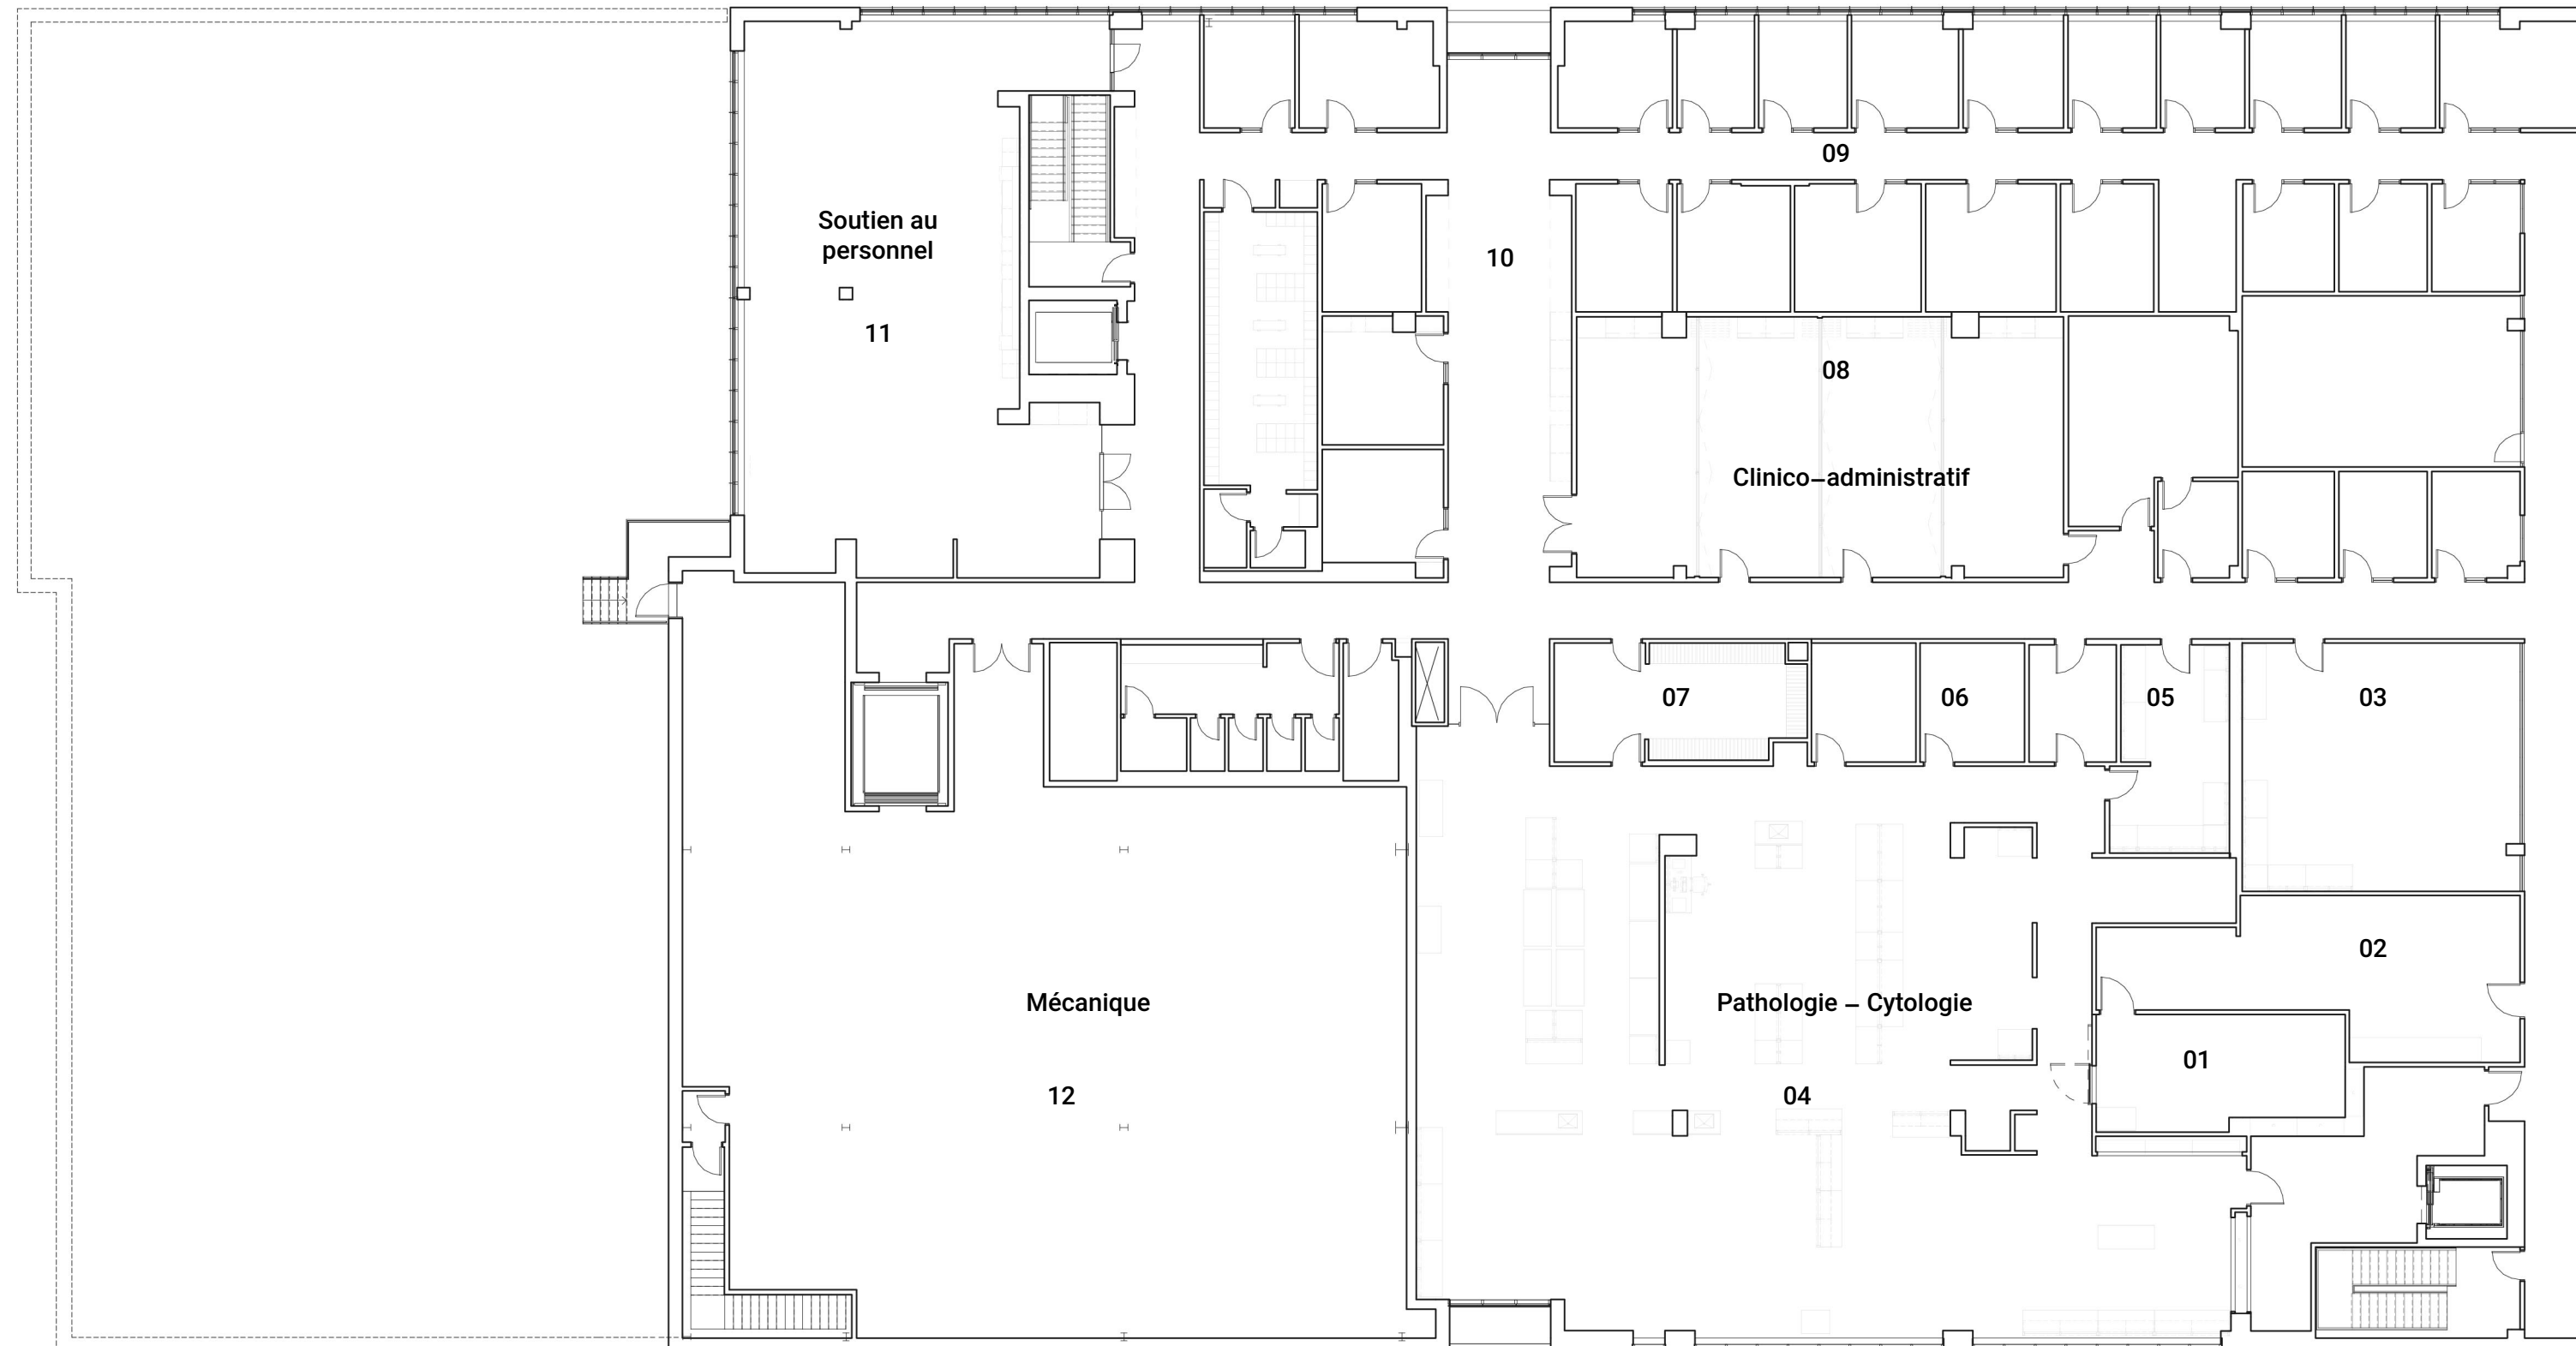 09
Soutien au
personnel
10
11
08
Clinico–administratif
07
06
05
03
02
Mécanique
Pathologie – Cytologie
01
12
04